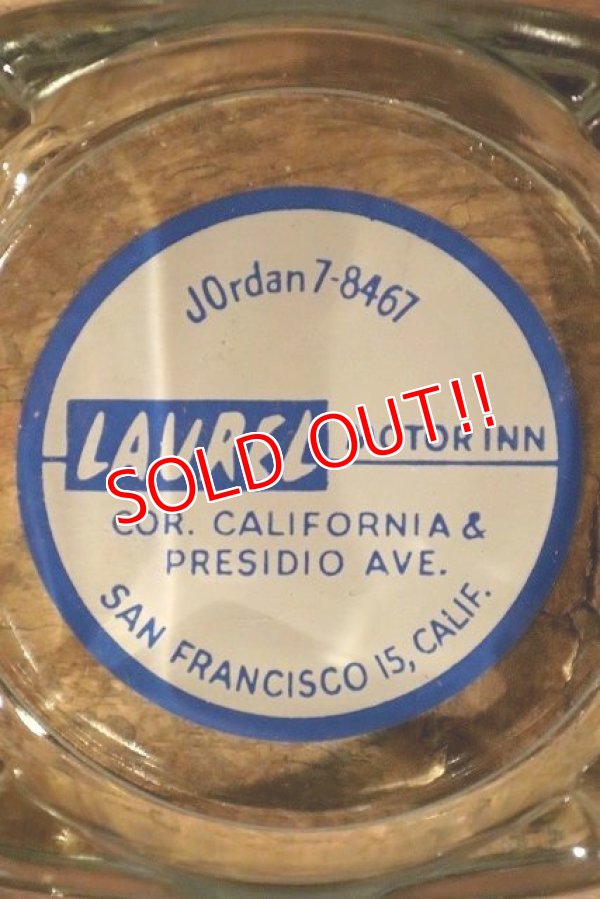 JOrdan 7-8467
LAUREL MOTOR INN
SOLD OUT!!
COR. CALIFORNIA &
PRESIDIO AVE.
SAN FRANCISCO 15, CALIF.